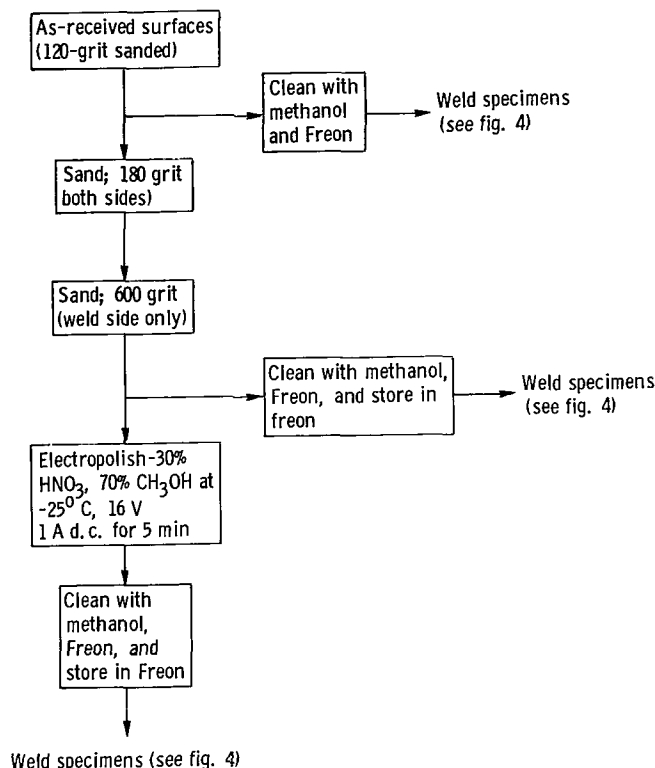 As-received surfaces
(120-grit sanded)
Clean with
methanol
and Freon
Weld specimens
(see fig. 4)
Sand; 180 grit
both sides)
Sand; 600 grit
(weld side only)
Clean with methanol,
Freon, and store in
freon
Weld specimens
(see fig. 4)
Electropolish-30%
HNO3, 70% CH3OH at
-25° C, 16 V
1 A d.c. for 5 min
Clean with
methanol,
Freon, and
store in Freon
Weld specimens (see fig. 4)